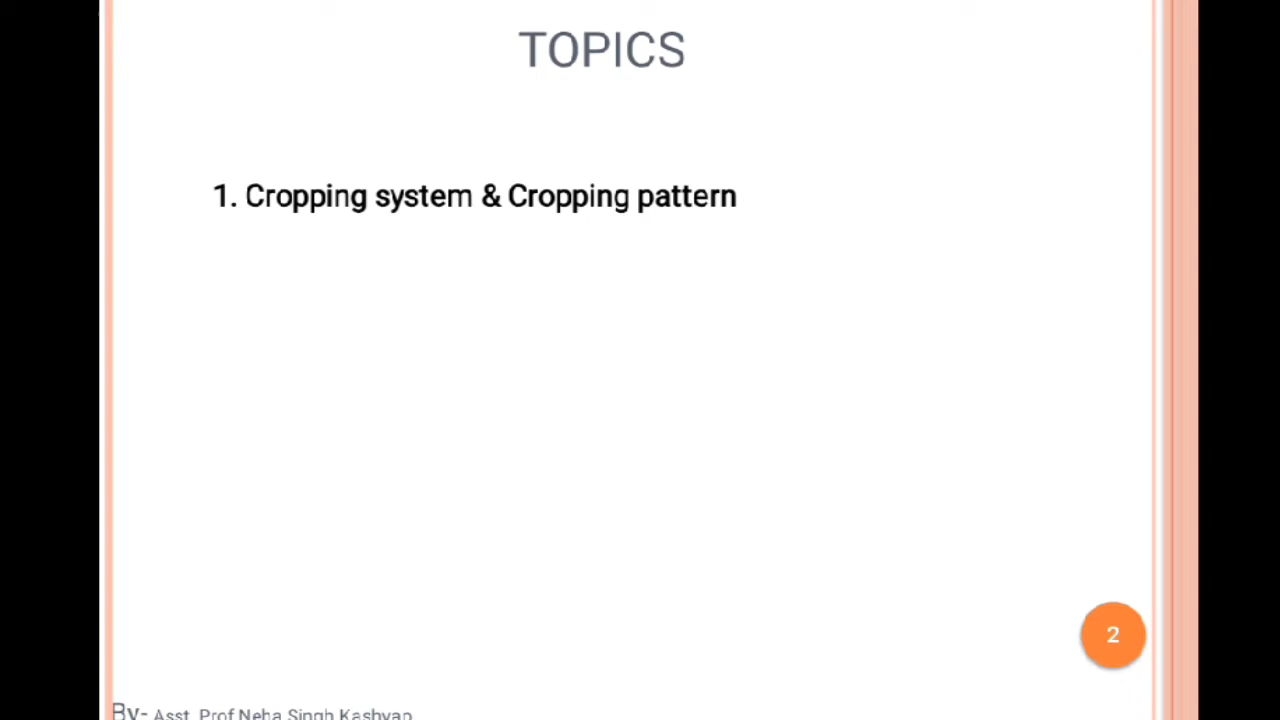 TOPICS
1. Cropping system & Cropping pattern
2
By- Asst. Prof Neha Singh Kashyap